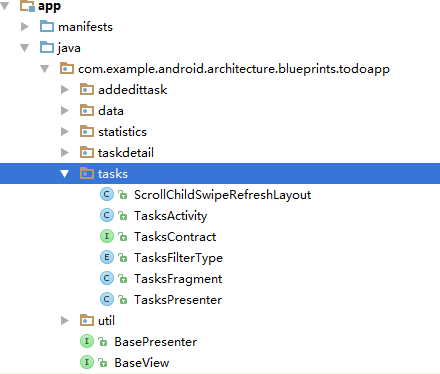 app
manifests
java
com.example.android.architecture.blueprints.todoapp
addedittask
data
statistics
taskdetail
tasks
C ScrollChildSwipeRefreshLayout
C TasksActivity
I TasksContract
E TasksFilterType
C TasksFragment
C TasksPresenter
util
I BasePresenter
I BaseView